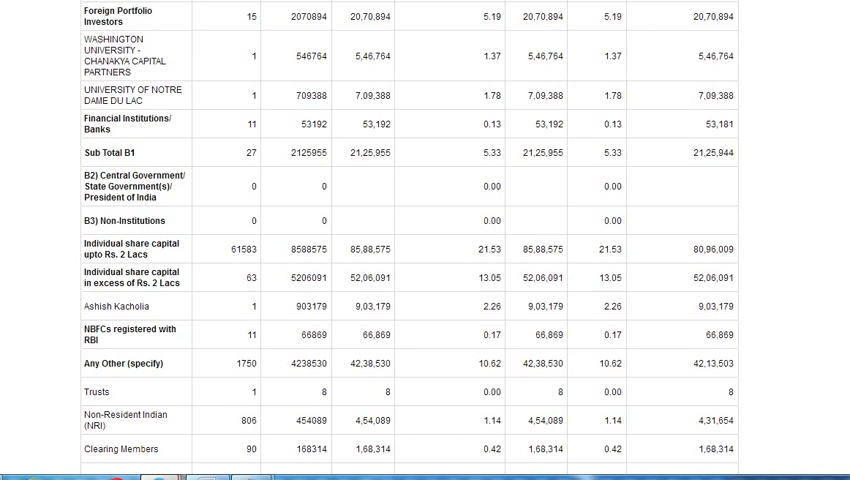 Foreign Portfolio
Investors 15 2070894 20,70,894 5.19 20,70,894 5.19 20,70,894
WASHINGTON
UNIVERSITY -
CHANAKYA CAPITAL
PARTNERS 1 546764 5,46,764 1.37 5,46,764 1.37 5,46,764
UNIVERSITY OF NOTRE
DAME DU LAC 1 709388 7,09,388 1.78 7,09,388 1.78 7,09,388
Financial Institutions/
Banks 11 53192 53,192 0.13 53,192 0.13 53,181
Sub Total B1 27 2125955 21,25,955 5.33 21,25,955 5.33 21,25,944
B2) Central Government/
State Government(s)/
President of India 0 0 0.00 0.00
B3) Non-Institutions 0 0 0.00 0.00
Individual share capital
upto Rs. 2 Lacs 61583 8588575 85,88,575 21.53 85,88,575 21.53 80,96,009
Individual share capital
in excess of Rs. 2 Lacs 63 5206091 52,06,091 13.05 52,06,091 13.05 52,06,091
Ashish Kacholia 1 903179 9,03,179 2.26 9,03,179 2.26 9,03,179
NBFCs registered with
RBI 11 66869 66,869 0.17 66,869 0.17 66,869
Any Other (specify) 1750 4238530 42,38,530 10.62 42,38,530 10.62 42,13,503
Trusts 1 8 8 0.00 8 0.00 8
Non-Resident Indian
(NRI) 806 454089 4,54,089 1.14 4,54,089 1.14 4,31,654
Clearing Members 90 168314 1,68,314 0.42 1,68,314 0.42 1,68,314